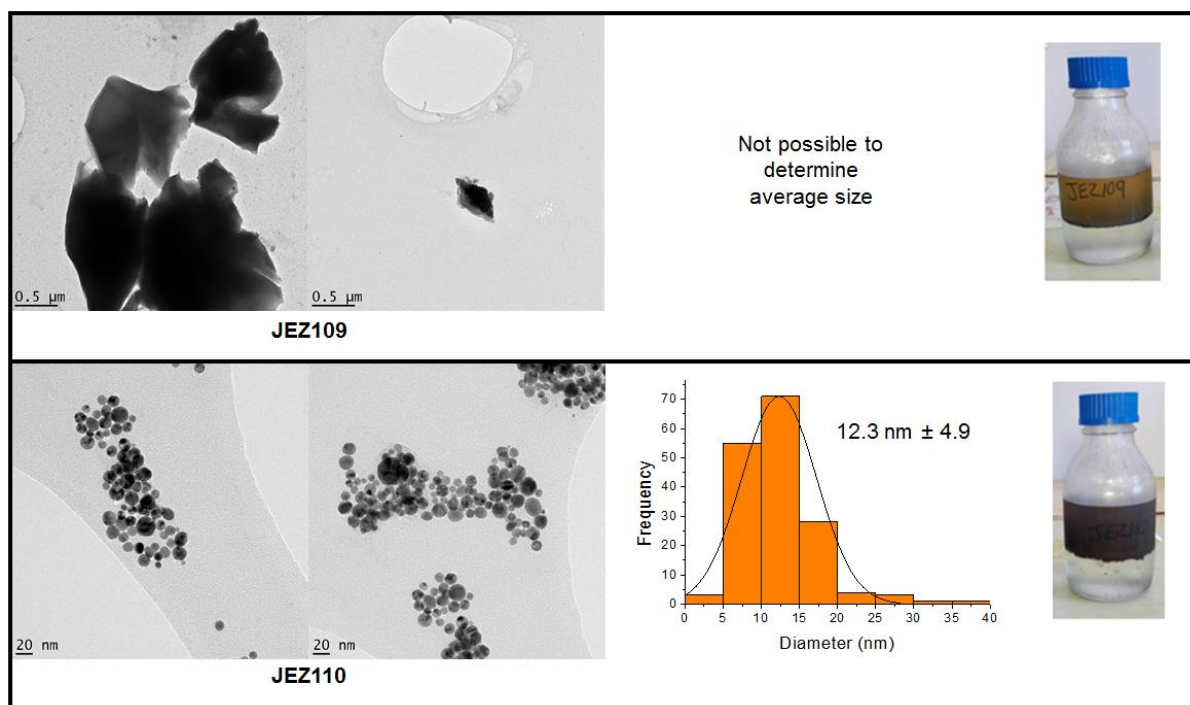 0.5 µm
0.5 µm
JEZ109
Not possible to
determine
average size
JEZ109
20 nm
20 nm
JEZ110
Frequency
70
60
50
40
30
20
10
0
0 5 10 15 20 25 30 35 40
Diameter (nm)
12.3 nm ± 4.9
JEZ110